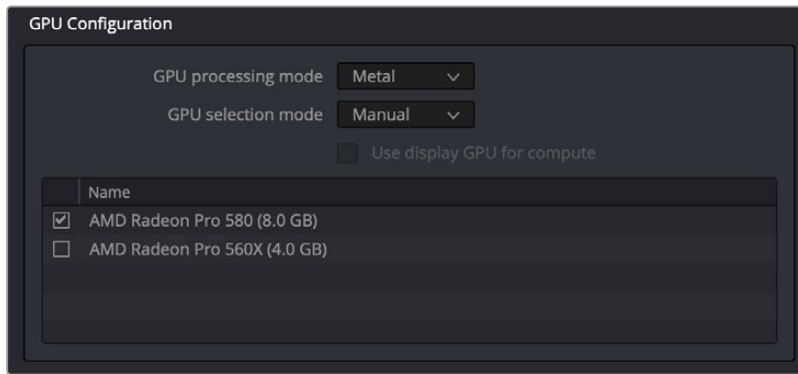 GPU Configuration
GPU processing mode Metal
GPU selection mode Manual
Use display GPU for compute
Name
AMD Radeon Pro 580 (8.0 GB)
AMD Radeon Pro 560X (4.0 GB)